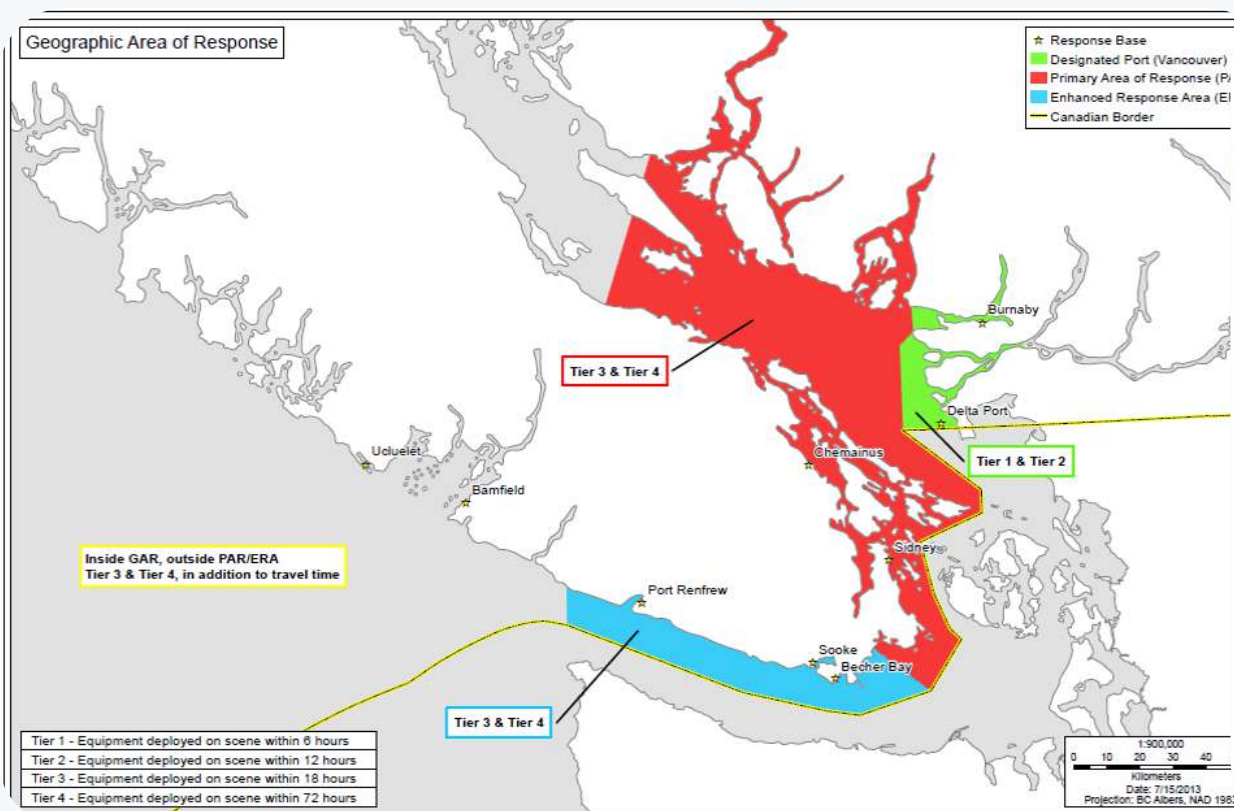 Geographic Area of Response
Response Base
Designated Port (Vancouver)
Primary Area of Response
Enhanced Response Area
Canadian Border
Burnaby
Tier 3 & Tier 4
Delta Port
Ucluelet
Chemainus
Tier 1 & Tier 2
Bamfield
Inside GAR, outside PAR/ERA
Tier 3 & Tier 4, in addition to travel time
Sidney
Port Renfrew
Sooke
Becher Bay
Tier 3 & Tier 4
Tier 1 - Equipment deployed on scene within 6 hours
Tier 2 - Equipment deployed on scene within 12 hours
Tier 3 - Equipment deployed on scene within 18 hours
Tier 4 - Equipment deployed on scene within 72 hours
1:900,000
0 10 20 30 40
Kilometers
Date: 7/15/2013
Projection: BC Albers, NAD